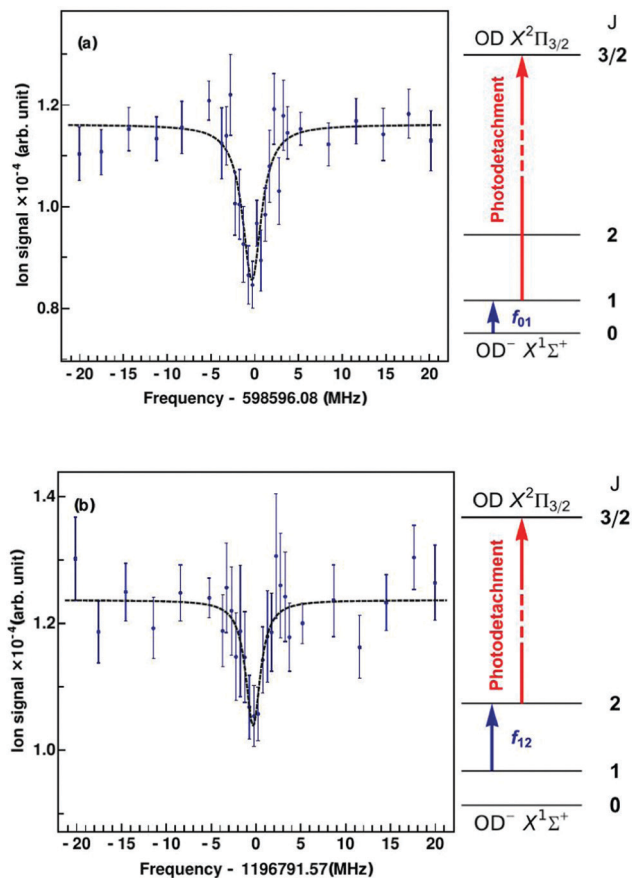 (a)
Ion signal ×10⁻⁴ (arb. unit)
1.2
1.0
0.8
- 20 - 15 - 10 - 5 0 5 10 15 20
Frequency - 598596.08 (MHz)
OD X²Π₃/₂
J
3/2
2
1
0
Photodetachment
f₀₁
OD⁻ X¹Σ⁺
(b)
Ion signal ×10⁻⁴(arb. unit)
1.4
1.2
1.0
- 20 - 15 - 10 - 5 0 5 10 15 20
Frequency - 1196791.57(MHz)
OD X²Π₃/₂
J
3/2
2
1
0
Photodetachment
f₁₂
OD⁻ X¹Σ⁺